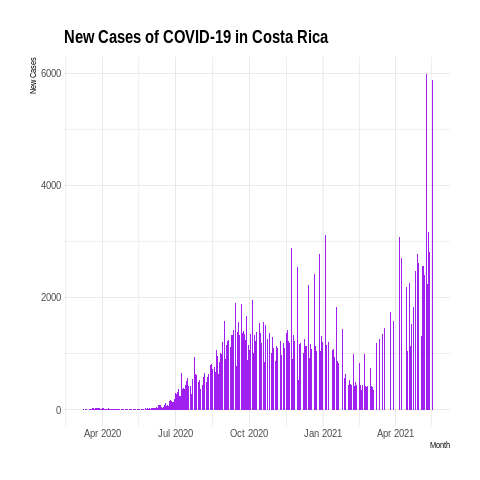 New Cases of COVID-19 in Costa Rica
New Cases
6000
4000
2000
0
Apr 2020 Jul 2020 Oct 2020 Jan 2021 Apr 2021
Month